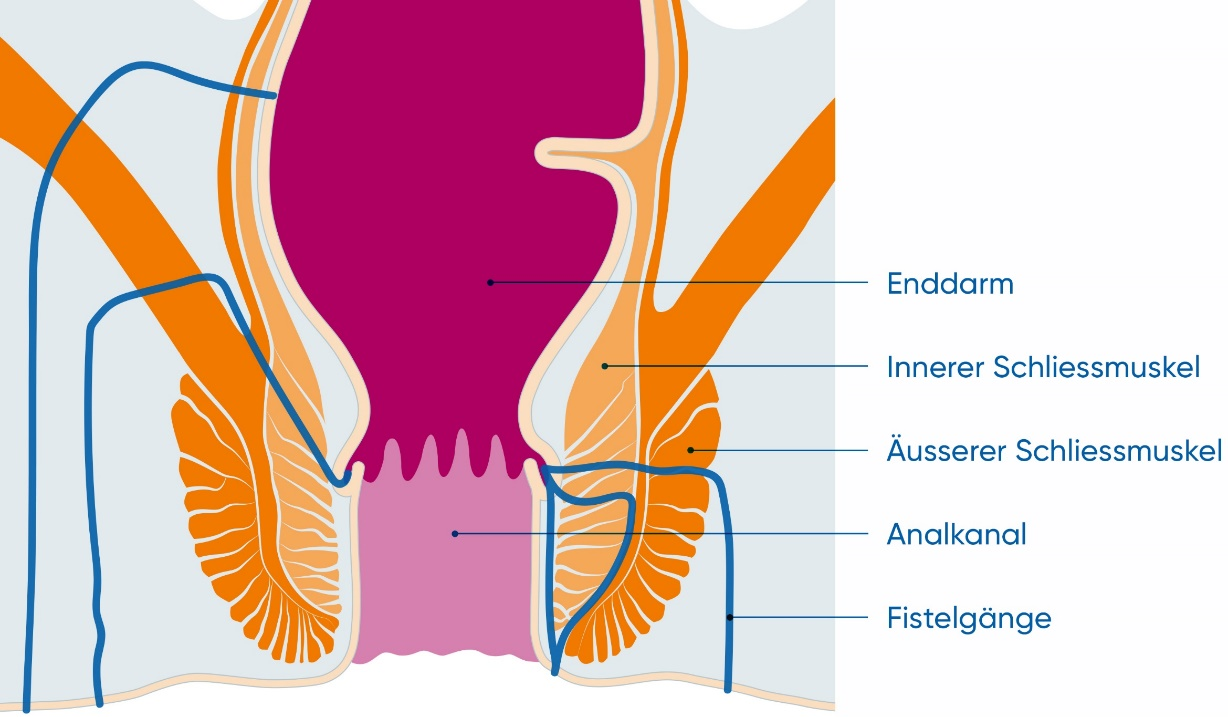 Enddarm
Innerer Schliessmuskel
Äusserer Schliessmuskel
Analkanal
Fistelgänge